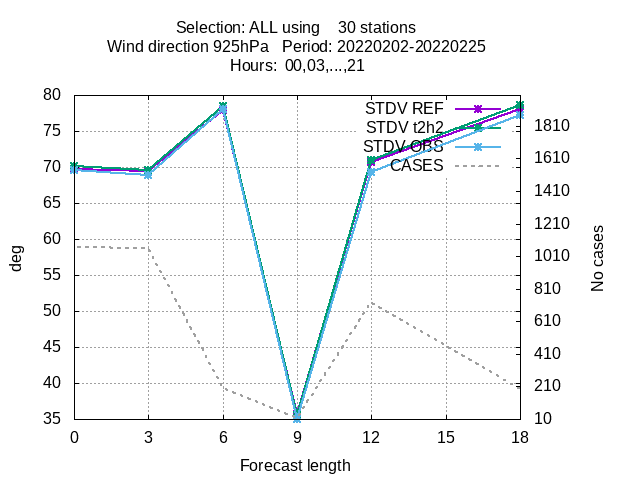 Selection: ALL using    30 stations
Wind direction 925hPa   Period: 20220202-20220225
Hours:  00,03,...,21
STDV REF
STDV t2h2
STDV OBS
CASES
80
75
70
65
60
55
50
45
40
35
1810
1610
1410
1210
1010
810
610
410
210
10
deg
No cases
0 3 6 9 12 15 18
Forecast length